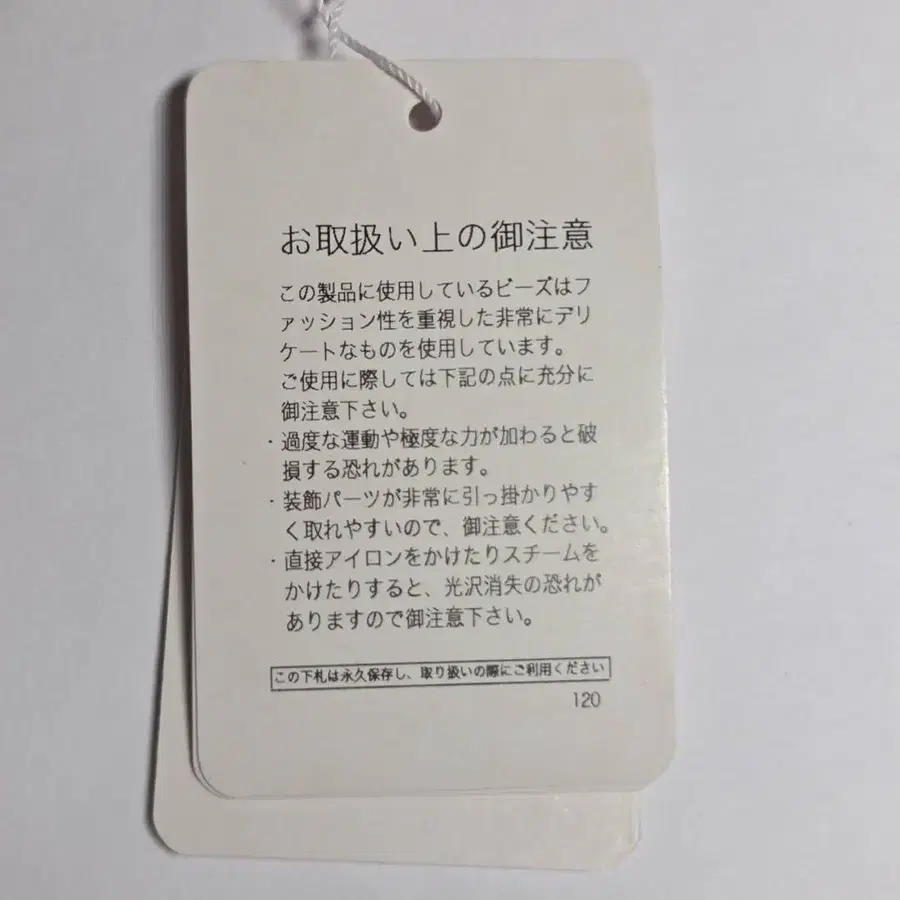 お取扱い上の御注意
この製品に使用しているビーズはフ
ァッション性を重視した非常にデリ
ケートなものを使用しています。
ご使用に際しては下記の点に充分に
御注意下さい。
・過度な運動や極度な力が加わると破
損する恐れがあります。
・装飾パーツが非常に引っ掛かりやす
く取れやすいので、御注意ください。
・直接アイロンをかけたりスチームを
かけたりすると、光沢消失の恐れが
ありますので御注意下さい。
この下札は永久保存し、取り扱いの際にご利用ください
120